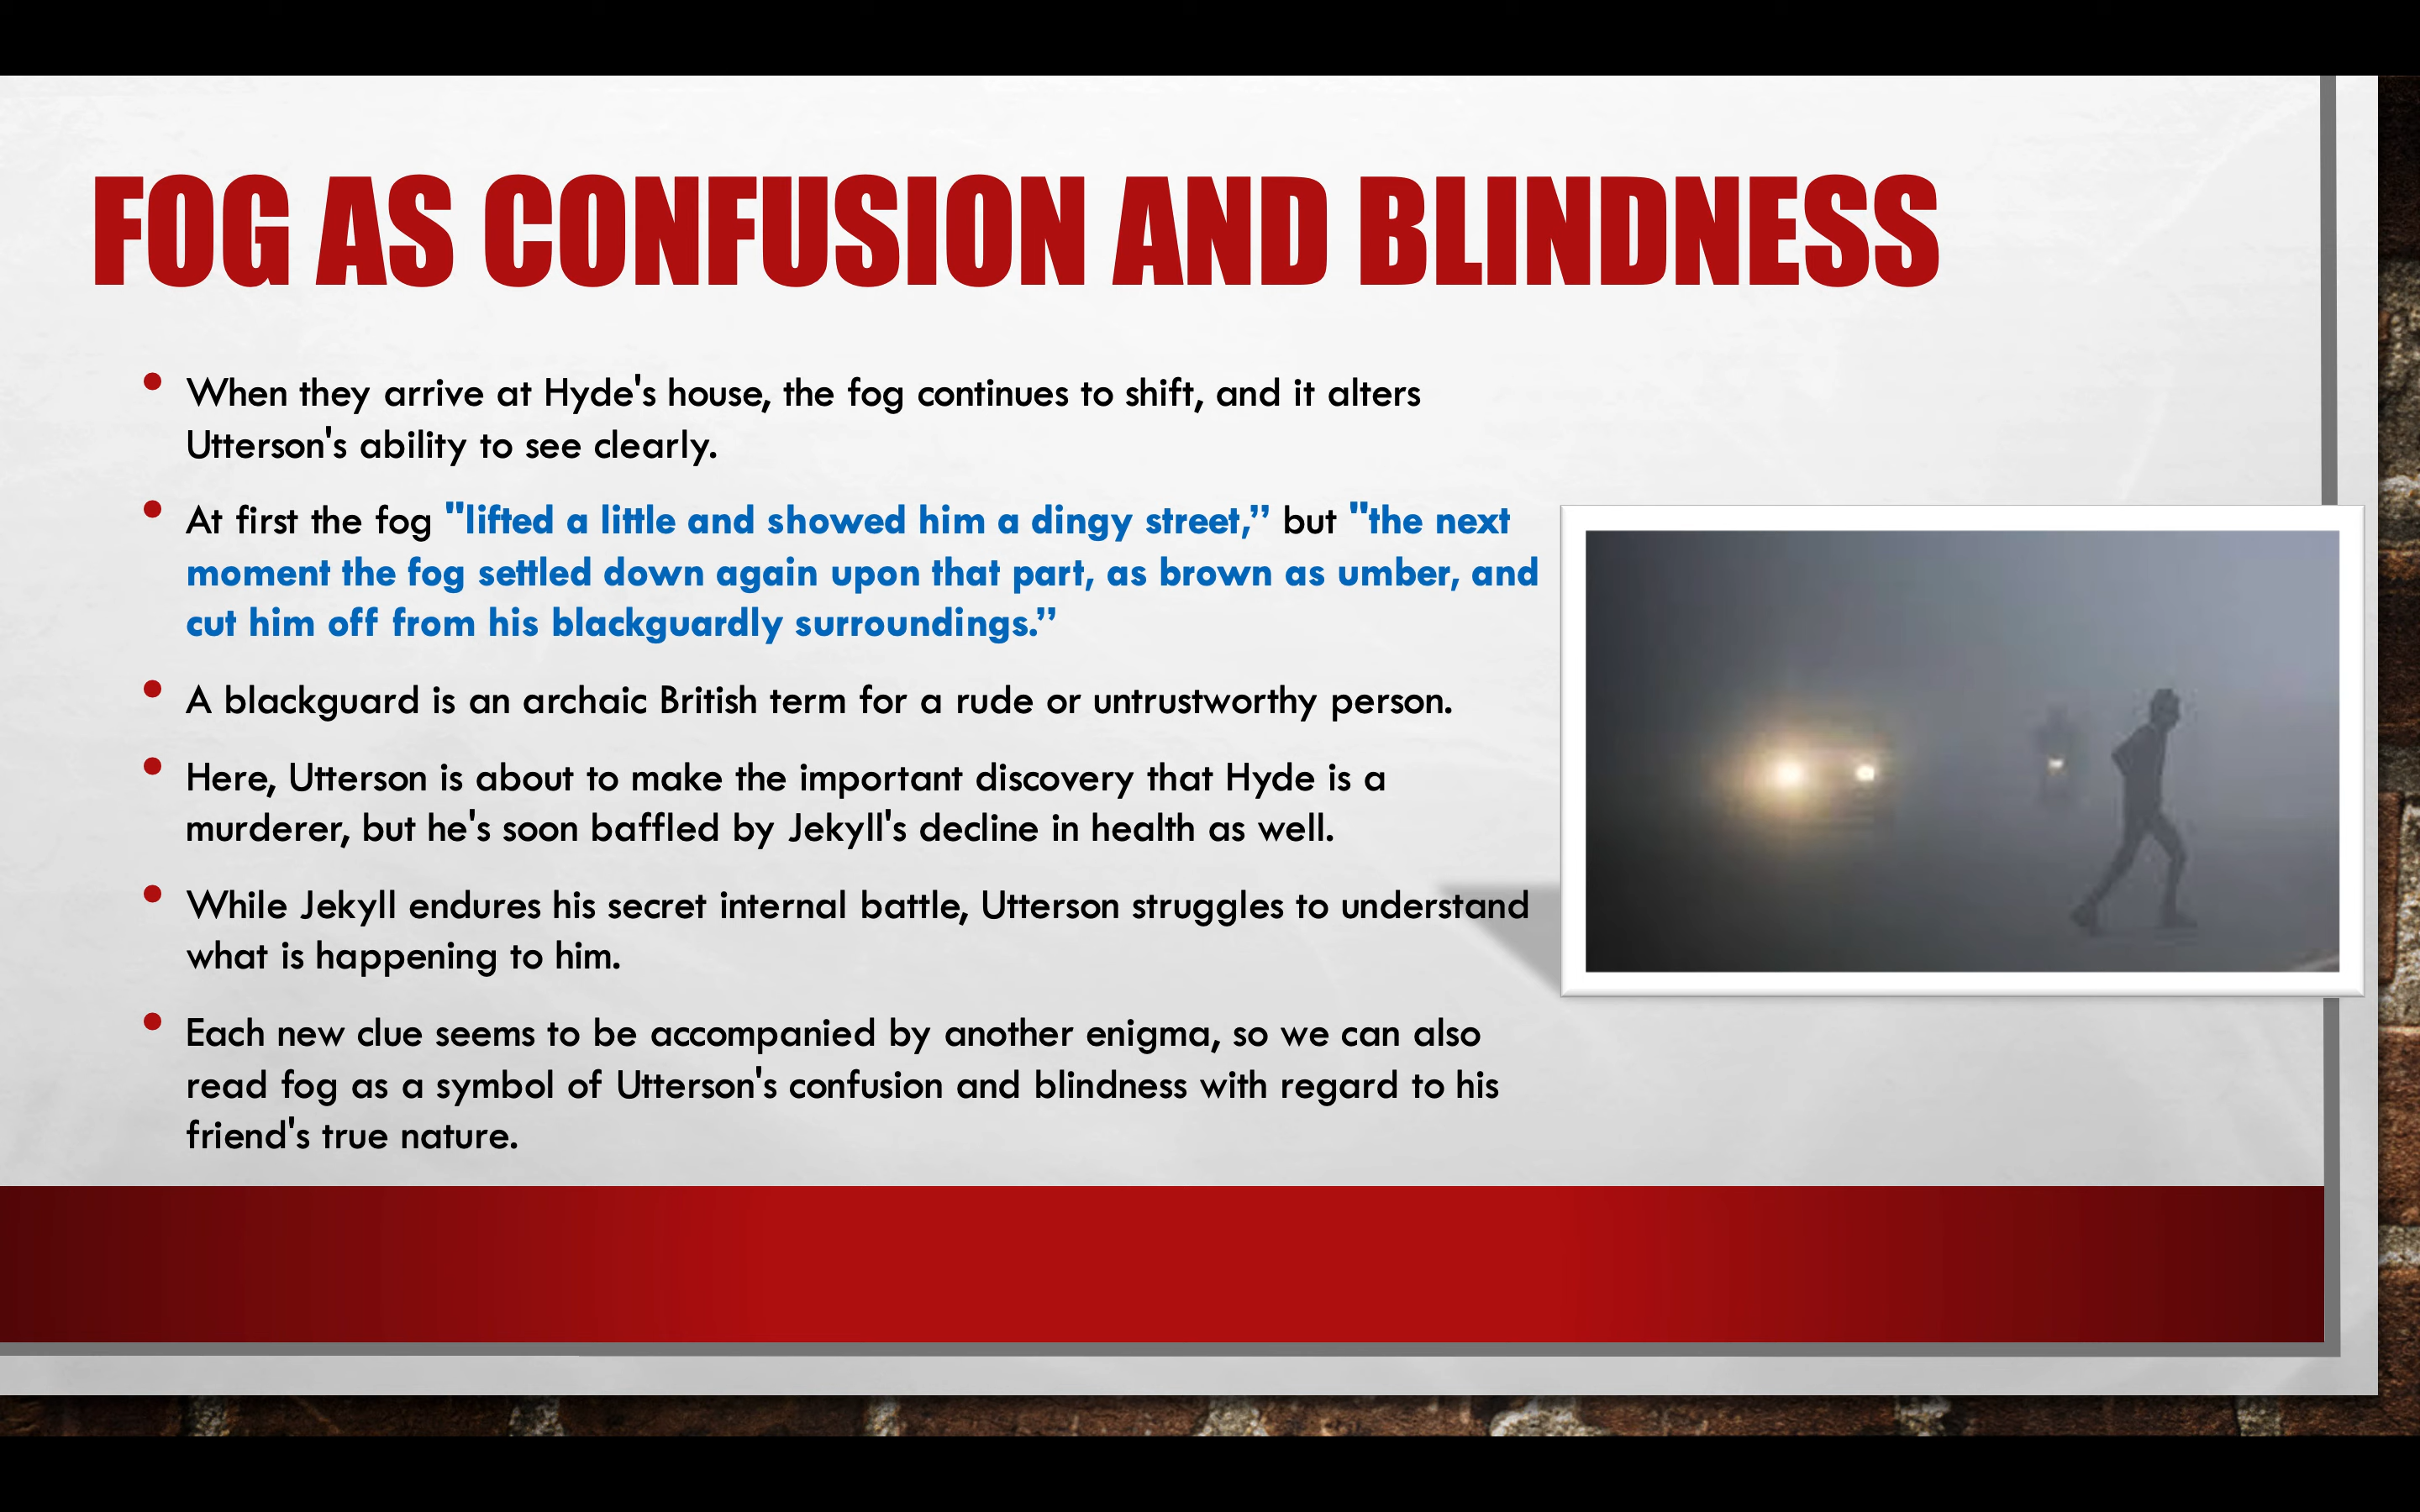 FOG AS CONFUSION AND BLINDNESS
• When they arrive at Hyde's house, the fog continues to shift, and it alters
Utterson's ability to see clearly.
• At first the fog "lifted a little and showed him a dingy street,” but "the next
moment the fog settled down again upon that part, as brown as umber, and
cut him off from his blackguardly surroundings.”
• A blackguard is an archaic British term for a rude or untrustworthy person.
• Here, Utterson is about to make the important discovery that Hyde is a
murderer, but he's soon baffled by Jekyll's decline in health as well.
• While Jekyll endures his secret internal battle, Utterson struggles to understand
what is happening to him.
• Each new clue seems to be accompanied by another enigma, so we can also
read fog as a symbol of Utterson's confusion and blindness with regard to his
friend's true nature.